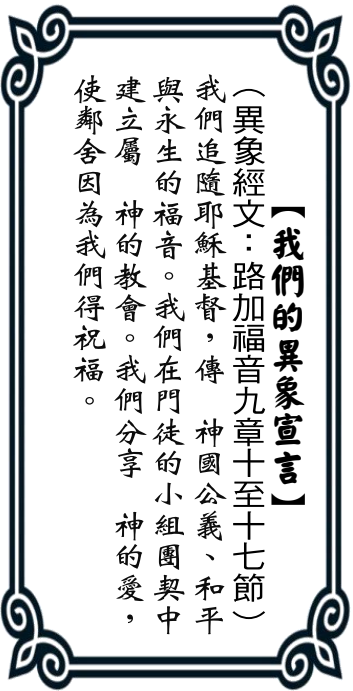 【我們的異象宣言】
（異象經文：路加福音九章十至十七節）
我們追隨耶穌基督，傳　神國公義、和平
與永生的福音。我們在門徒的小組團契中
建立屬　神的教會。我們分享　神的愛，
使鄰舍因為我們得祝福。